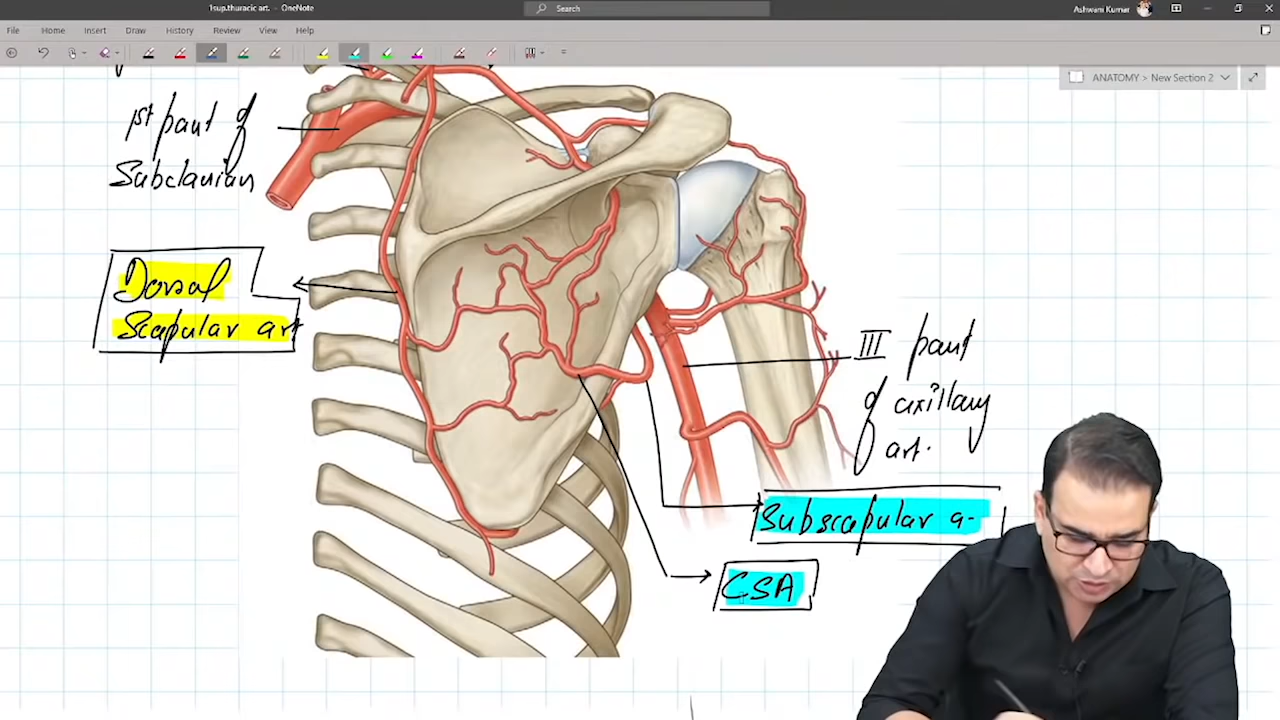 1sup.thoracic art. - OneNote
Search
Ashwani Kumar
File Home Insert Draw History Review View Help
ANATOMY > New Section 2
1st part of
Subclavian
Dorsal
Scapular art
III part
of axillary
art.
Subscapular a.
CSA